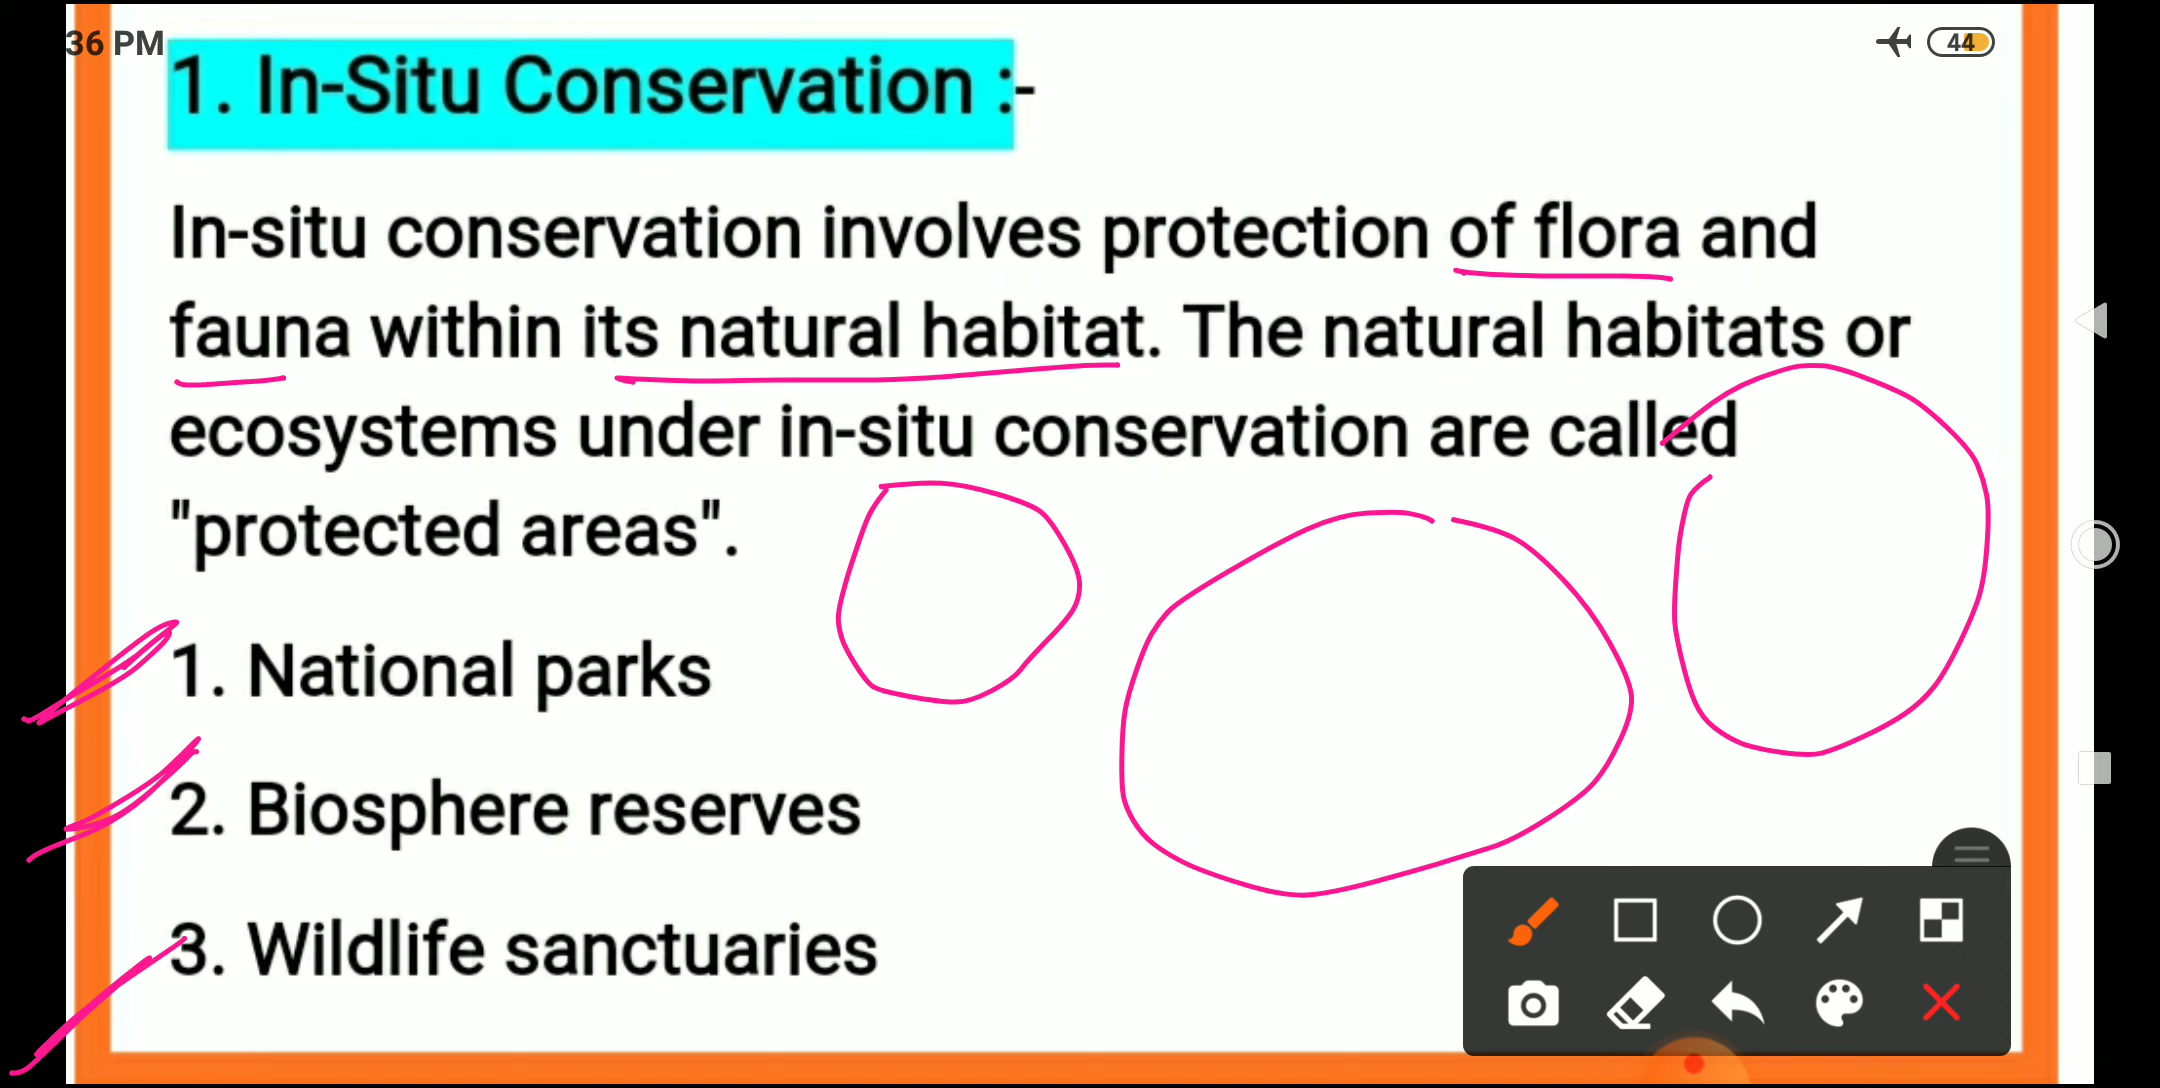 36 PM
44
1. In-Situ Conservation :-
In-situ conservation involves protection of flora and
fauna within its natural habitat. The natural habitats or
ecosystems under in-situ conservation are called
"protected areas".
1. National parks
2. Biosphere reserves
3. Wildlife sanctuaries